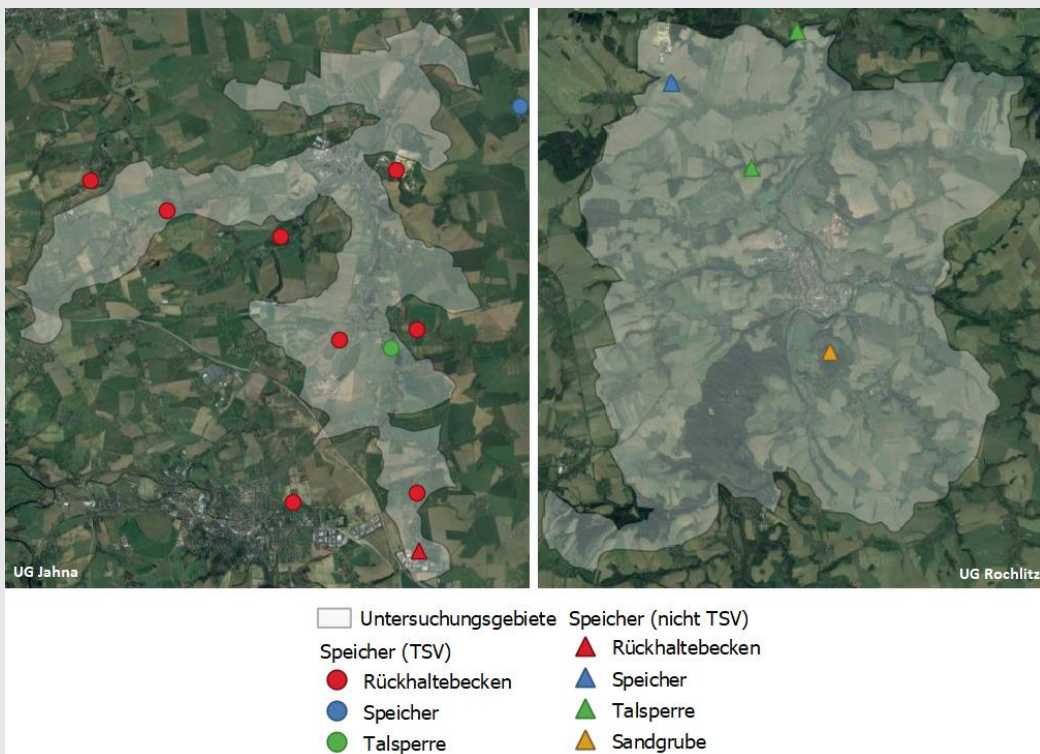 UG Jahna
UG Rochlitz
Untersuchungsgebiete
Speicher (TSV)
Rückhaltebecken
Speicher
Talsperre
Speicher (nicht TSV)
Rückhaltebecken
Speicher
Talsperre
Sandgrube